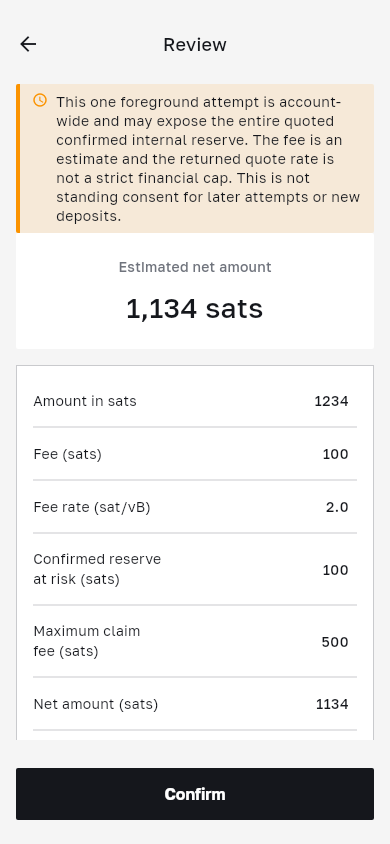 Review
This one foreground attempt is account-
wide and may expose the entire quoted
confirmed internal reserve. The fee is an
estimate and the returned quote rate is
not a strict financial cap. This is not
standing consent for later attempts or new
deposits.
Estimated net amount
1,134 sats
Amount in sats 1234
Fee (sats) 100
Fee rate (sat/vB) 2.0
Confirmed reserve
at risk (sats) 100
Maximum claim
fee (sats) 500
Net amount (sats) 1134
Confirm